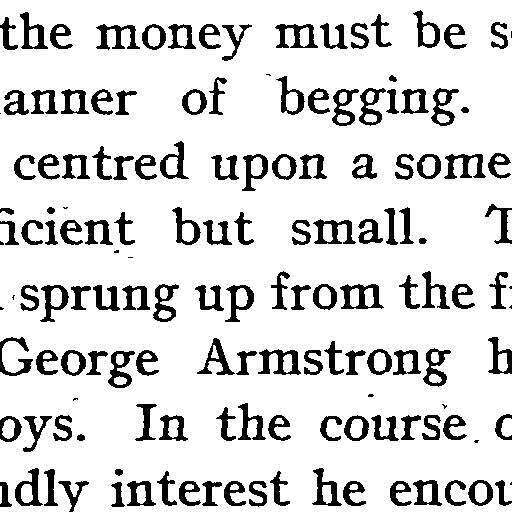 the money must be s
anner of begging.
centred upon a some
ficient but small. T
sprung up from the f
George Armstrong h
oys. In the course o
ndly interest he encou